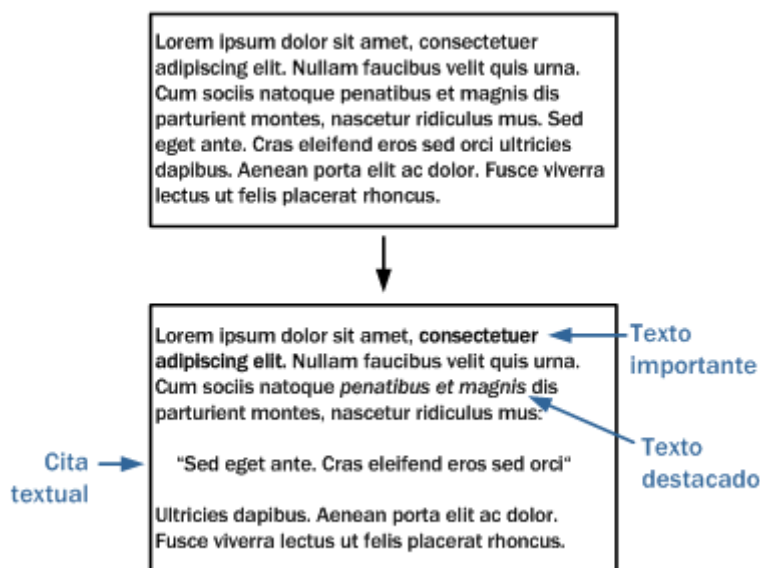 Lorem ipsum dolor sit amet, consectetuer
adipiscing elit. Nullam faucibus velit quis urna.
Cum sociis natoque penatibus et magnis dis
parturient montes, nascetur ridiculus mus. Sed
eget ante. Cras eleifend eros sed orci ultricies
dapibus. Aenean porta elit ac dolor. Fusce viverra
lectus ut felis placerat rhoncus.
Lorem ipsum dolor sit amet, consectetuer
adipiscing elit. Nullam faucibus velit quis urna.
Cum sociis natoque penatibus et magnis dis
parturient montes, nascetur ridiculus mus:
“Sed eget ante. Cras eleifend eros sed orci“
Ultricies dapibus. Aenean porta elit ac dolor.
Fusce viverra lectus ut felis placerat rhoncus.
Texto
importante
Texto
destacado
Cita
textual